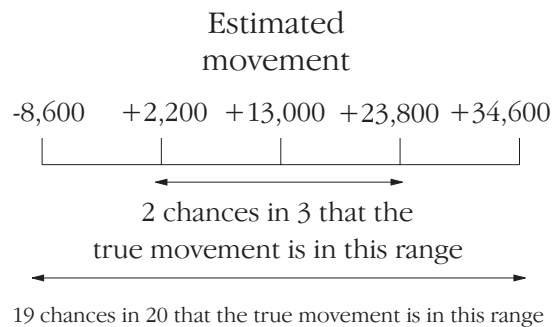 Estimated
movement
-8,600 +2,200 +13,000 +23,800 +34,600
2 chances in 3 that the
true movement is in this range
19 chances in 20 that the true movement is in this range